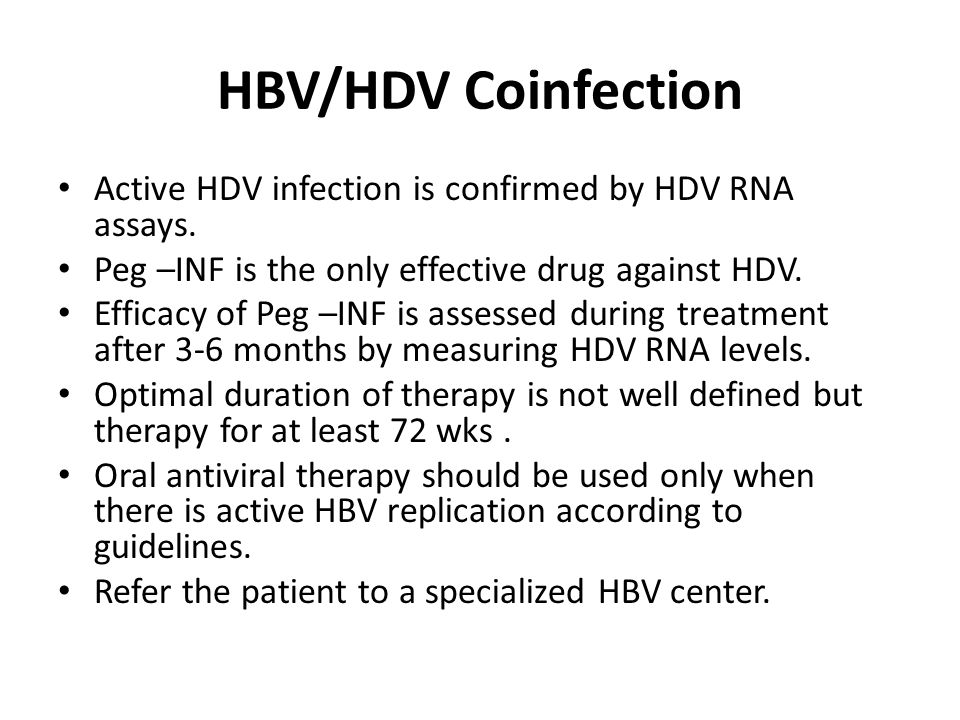 HBV/HDV Coinfection
• Active HDV infection is confirmed by HDV RNA
assays.
• Peg –INF is the only effective drug against HDV.
• Efficacy of Peg –INF is assessed during treatment
after 3-6 months by measuring HDV RNA levels.
• Optimal duration of therapy is not well defined but
therapy for at least 72 wks .
• Oral antiviral therapy should be used only when
there is active HBV replication according to
guidelines.
• Refer the patient to a specialized HBV center.